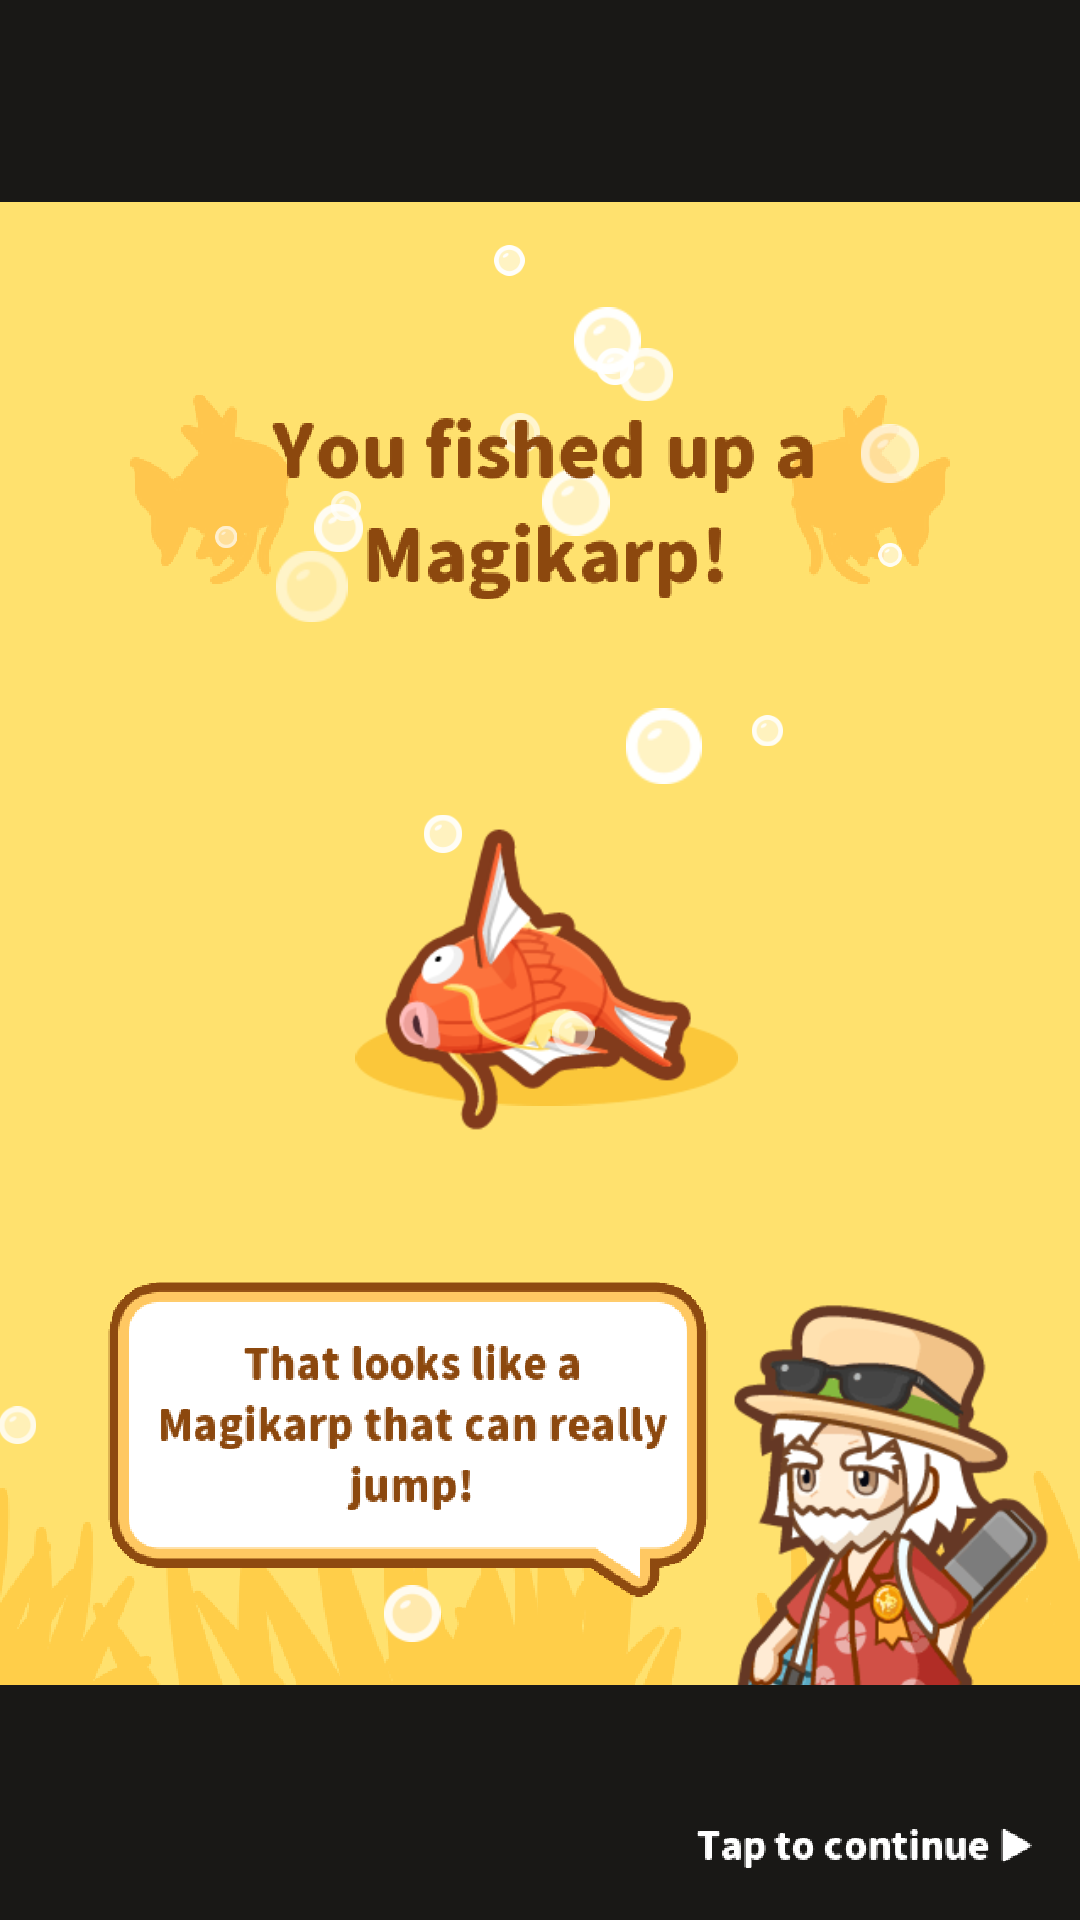 You fished up a
Magikarp!
That looks like a
Magikarp that can really
jump!
Tap to continue